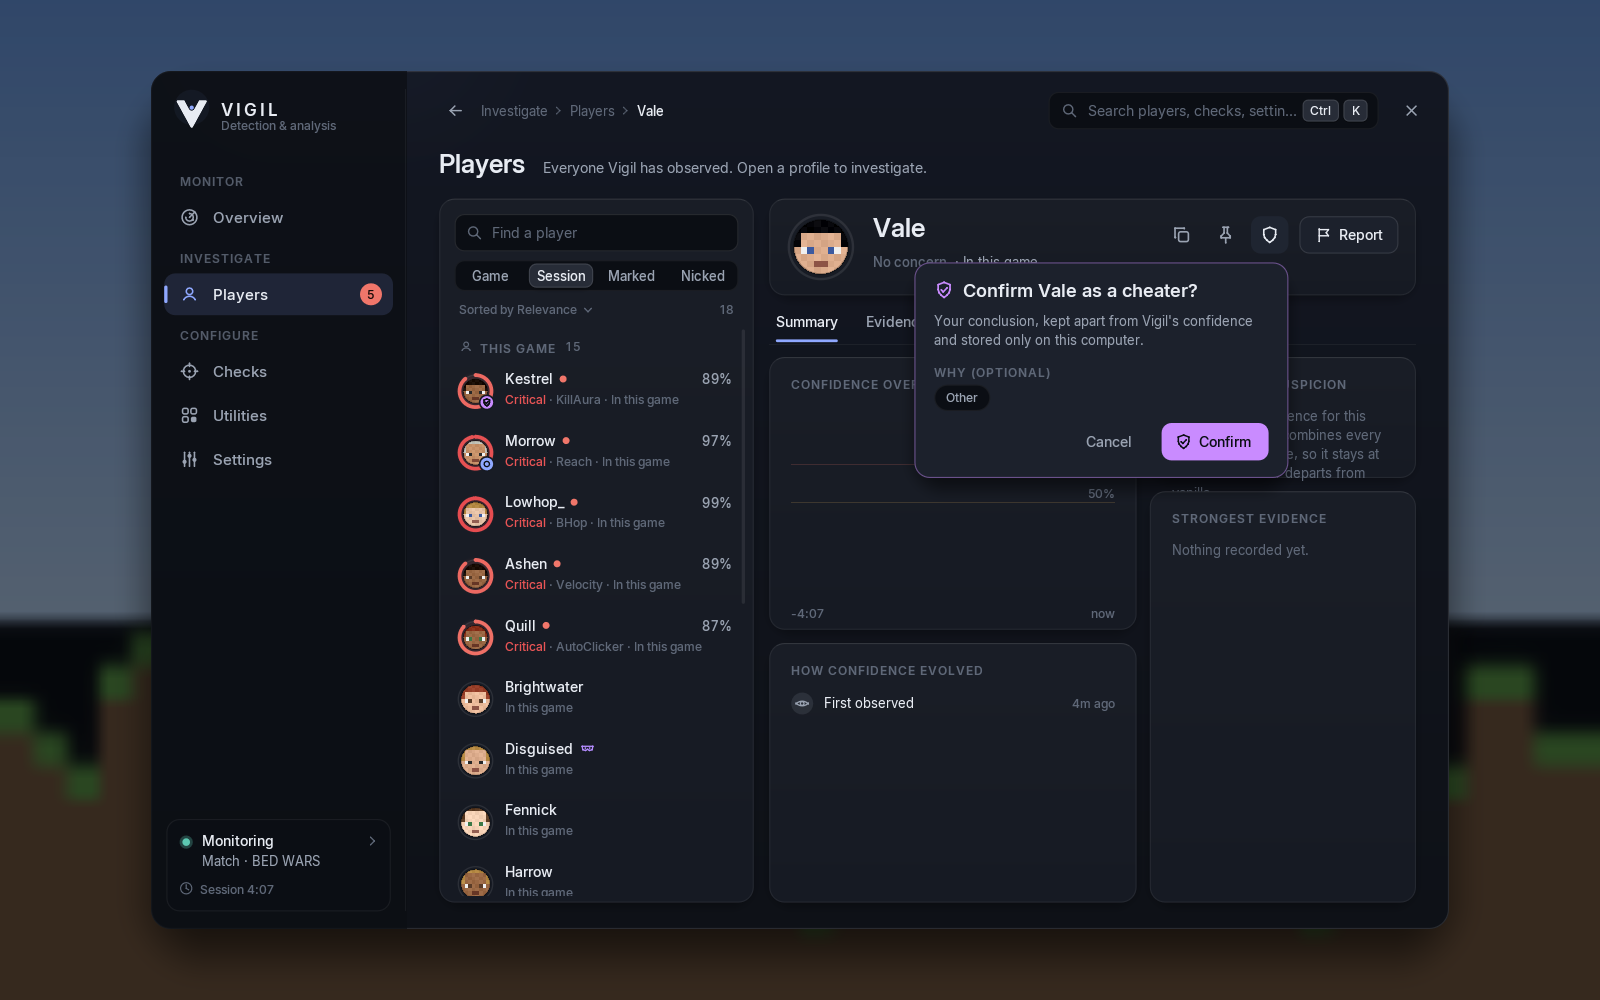 VIGIL
Detection & analysis
MONITOR
Overview
INVESTIGATE
Players
5
CONFIGURE
Checks
Utilities
Settings
Monitoring
Match · BED WARS
Session 4:07
Investigate
Players
Vale
Search players, checks, settin...
Ctrl
K
Players
Everyone Vigil has observed. Open a profile to investigate.
Find a player
Game
Session
Marked
Nicked
Sorted by Relevance
18
THIS GAME 15
Kestrel
89%
Critical · KillAura · In this game
Morrow
97%
Critical · Reach · In this game
Lowhop_
99%
Critical · BHop · In this game
Ashen
89%
Critical · Velocity · In this game
Quill
87%
Critical · AutoClicker · In this game
Brightwater
In this game
Disguised
In this game
Fennick
In this game
Harrow
In this game
Vale
No concern · In this game
Report
Summary
Confirm Vale as a cheater?
Your conclusion, kept apart from Vigil's confidence
and stored only on this computer.
WHY (OPTIONAL)
Other
Cancel
Confirm
CONFIDENCE
50%
-4:07
now
ence for this
ombines every
e, so it stays at
departs from
STRONGEST EVIDENCE
Nothing recorded yet.
HOW CONFIDENCE EVOLVED
First observed
4m ago